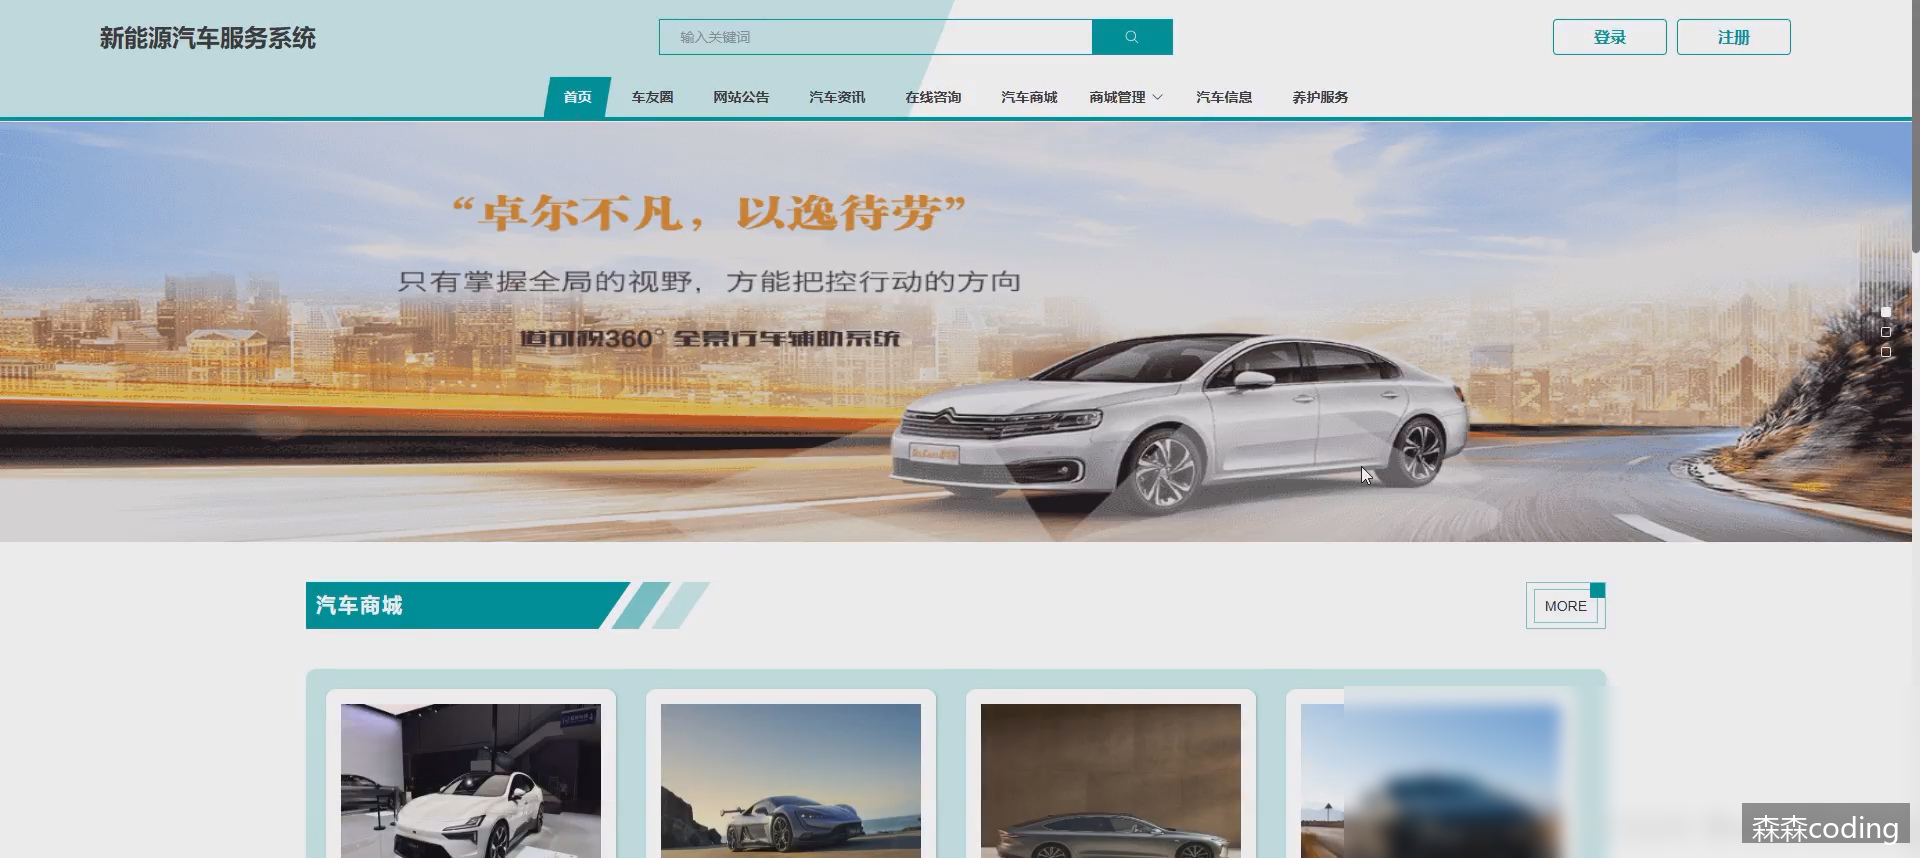 新能源汽车服务系统
输入关键词
登录
注册
首页
车友圈
网站公告
汽车资讯
在线咨询
汽车商城
商城管理
汽车信息
养护服务
“卓尔不凡，以逸待劳”
只有掌握全局的视野，方能把控行动的方向
道可视360°全景行车辅助系统
汽车商城
MORE
森森coding